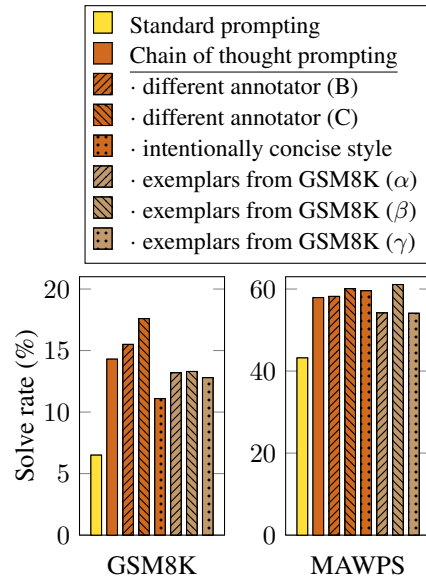 Standard prompting
Chain of thought prompting
· different annotator (B)
· different annotator (C)
· intentionally concise style
· exemplars from GSM8K (α)
· exemplars from GSM8K (β)
· exemplars from GSM8K (γ)
Solve rate (%)
20
15
10
5
0
GSM8K
60
40
20
0
MAWPS